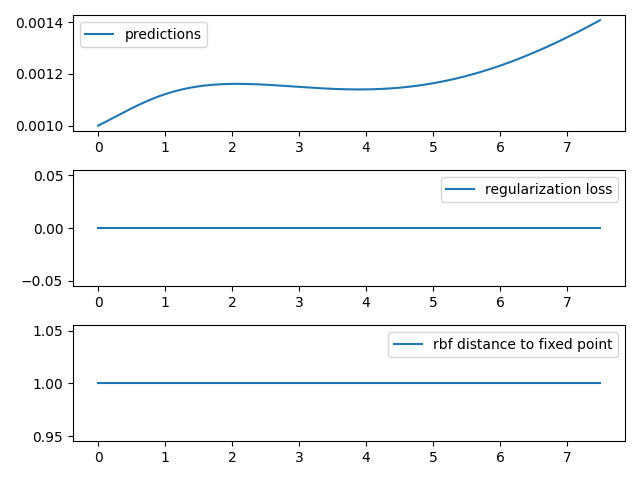 0.0014
predictions
0.0012
0.0010
0 1 2 3 4 5 6 7
0.05
regularization loss
0.00
−0.05
0 1 2 3 4 5 6 7
1.05
rbf distance to fixed point
1.00
0.95
0 1 2 3 4 5 6 7